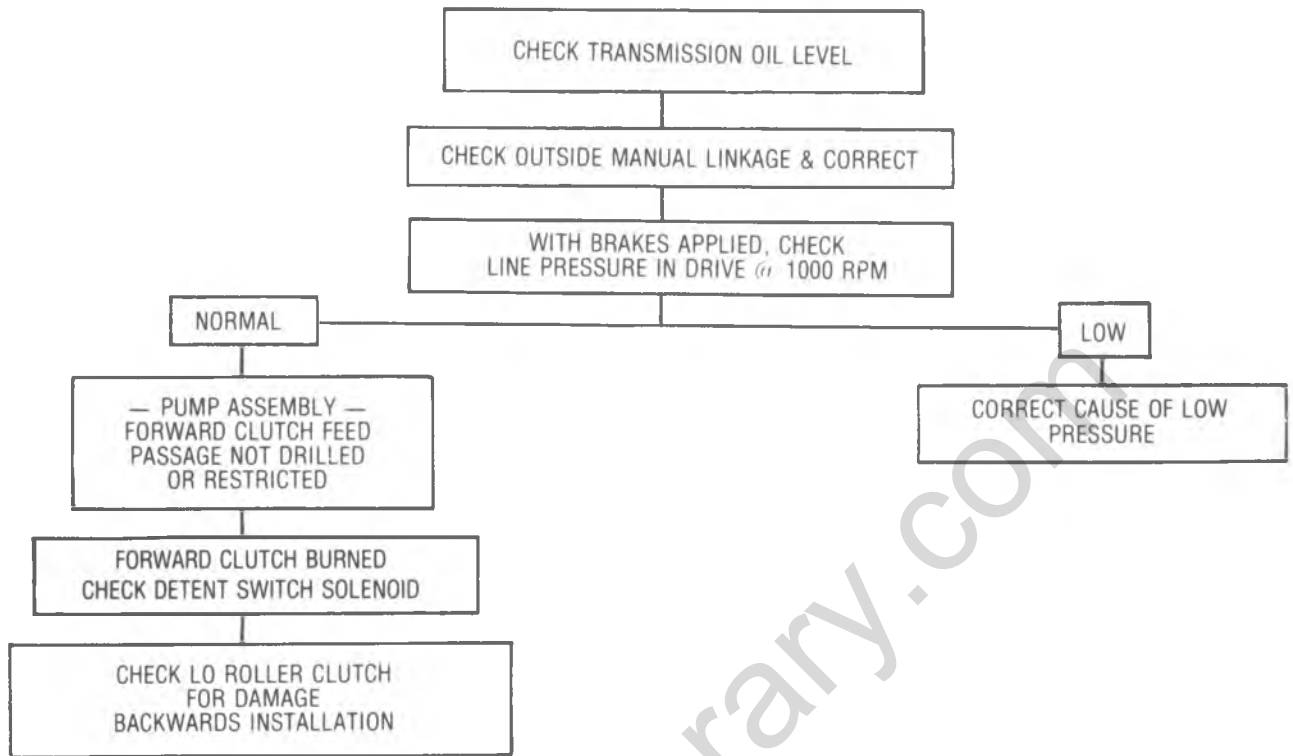 CHECK TRANSMISSION OIL LEVEL
CHECK OUTSIDE MANUAL LINKAGE & CORRECT
WITH BRAKES APPLIED, CHECK
LINE PRESSURE IN DRIVE @ 1000 RPM
NORMAL
LOW
— PUMP ASSEMBLY —
FORWARD CLUTCH FEED
PASSAGE NOT DRILLED
OR RESTRICTED
CORRECT CAUSE OF LOW
PRESSURE
FORWARD CLUTCH BURNED
CHECK DETENT SWITCH SOLENOID
CHECK LO ROLLER CLUTCH
FOR DAMAGE
BACKWARDS INSTALLATION
rary.com